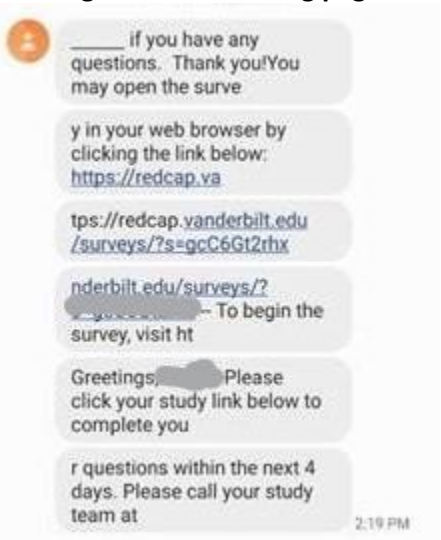 _____ if you have any
questions. Thank you!You
may open the surve
y in your web browser by
clicking the link below:
https://redcap.va
tps://redcap.vanderbilt.edu
/surveys/?s=gcC6Gt2rhx
nderbilt.edu/surveys/?
– To begin the
survey, visit ht
Greetings, Please
click your study link below to
complete you
r questions within the next 4
days. Please call your study
team at
2:19 PM